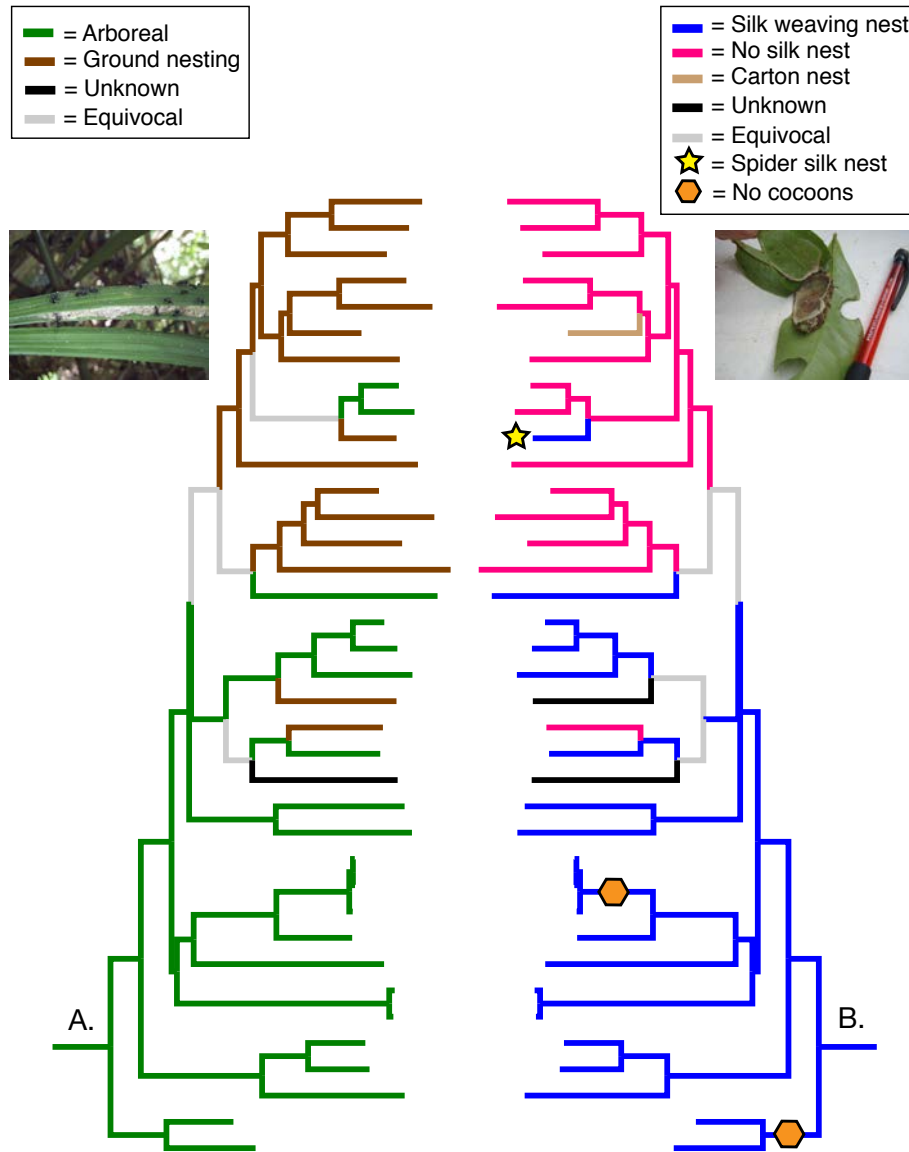 = Arboreal
= Ground nesting
= Unknown
= Equivocal
= Silk weaving nest
= No silk nest
= Carton nest
= Unknown
= Equivocal
= Spider silk nest
= No cocoons
A.
B.